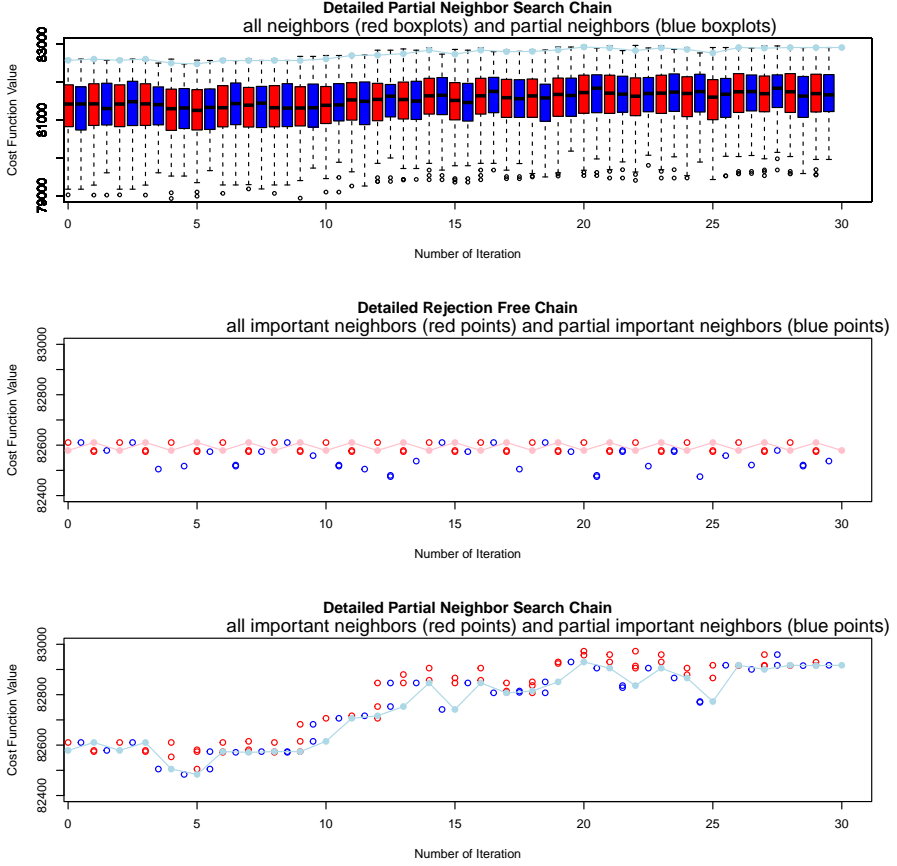 Detailed Partial Neighbor Search Chain
all neighbors (red boxplots) and partial neighbors (blue boxplots)
Cost Function Value
83000
81000
79000
0 5 10 15 20 25 30
Number of Iteration
Detailed Rejection Free Chain
all important neighbors (red points) and partial important neighbors (blue points)
Cost Function Value
83000
82800
82600
82400
0 5 10 15 20 25 30
Number of Iteration
Detailed Partial Neighbor Search Chain
all important neighbors (red points) and partial important neighbors (blue points)
Cost Function Value
83000
82800
82600
82400
0 5 10 15 20 25 30
Number of Iteration